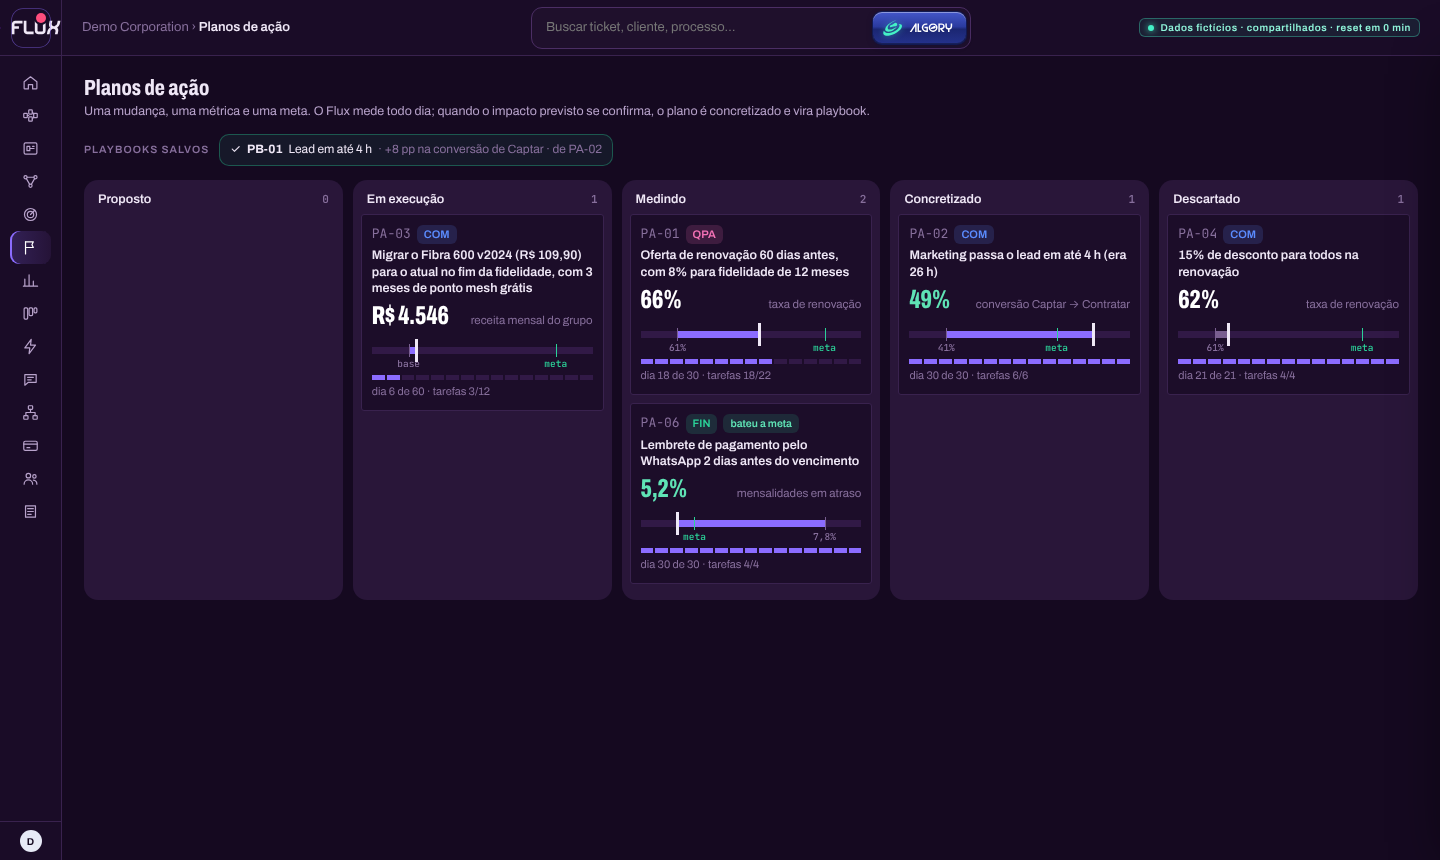 FLUX
Demo Corporation › Planos de ação
Buscar ticket, cliente, processo...
ALGORY
Dados fictícios · compartilhados · reset em 0 min
Planos de ação
Uma mudança, uma métrica e uma meta. O Flux mede todo dia; quando o impacto previsto se confirma, o plano é concretizado e vira playbook.
PLAYBOOKS SALVOS
✓ PB-01 Lead em até 4 h · +8 pp na conversão de Captar · de PA-02
Proposto 0
Em execução 1
PA-03 COM
Migrar o Fibra 600 v2024 (R$ 109,90)
para o atual no fim da fidelidade, com 3
meses de ponto mesh grátis
R$ 4.546 receita mensal do grupo
base meta
dia 6 de 60 · tarefas 3/12
Medindo 2
PA-01 QPA
Oferta de renovação 60 dias antes,
com 8% para fidelidade de 12 meses
66% taxa de renovação
61% meta
dia 18 de 30 · tarefas 18/22
PA-06 FIN bateu a meta
Lembrete de pagamento pelo
WhatsApp 2 dias antes do vencimento
5,2% mensalidades em atraso
meta 7,8%
dia 30 de 30 · tarefas 4/4
Concretizado 1
PA-02 COM
Marketing passa o lead em até 4 h (era
26 h)
49% conversão Captar → Contratar
41% meta
dia 30 de 30 · tarefas 6/6
Descartado 1
PA-04 COM
15% de desconto para todos na
renovação
62% taxa de renovação
61% meta
dia 21 de 21 · tarefas 4/4
D